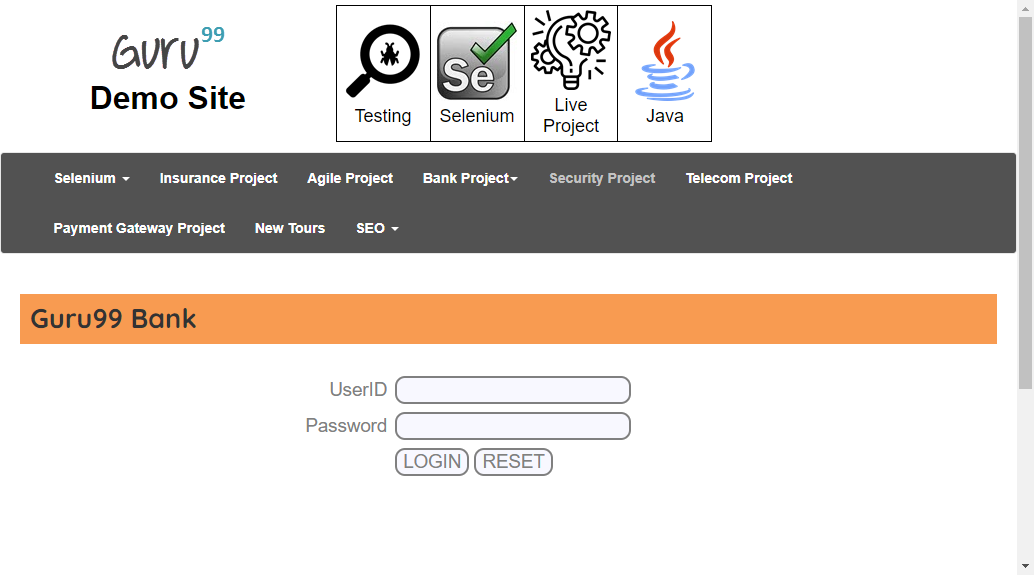 Guru99
Demo Site
Testing
Se
Selenium
Live
Project
Java
Selenium Insurance Project Agile Project Bank Project Security Project Telecom Project
Payment Gateway Project New Tours SEO
Guru99 Bank
UserID
Password
LOGIN RESET